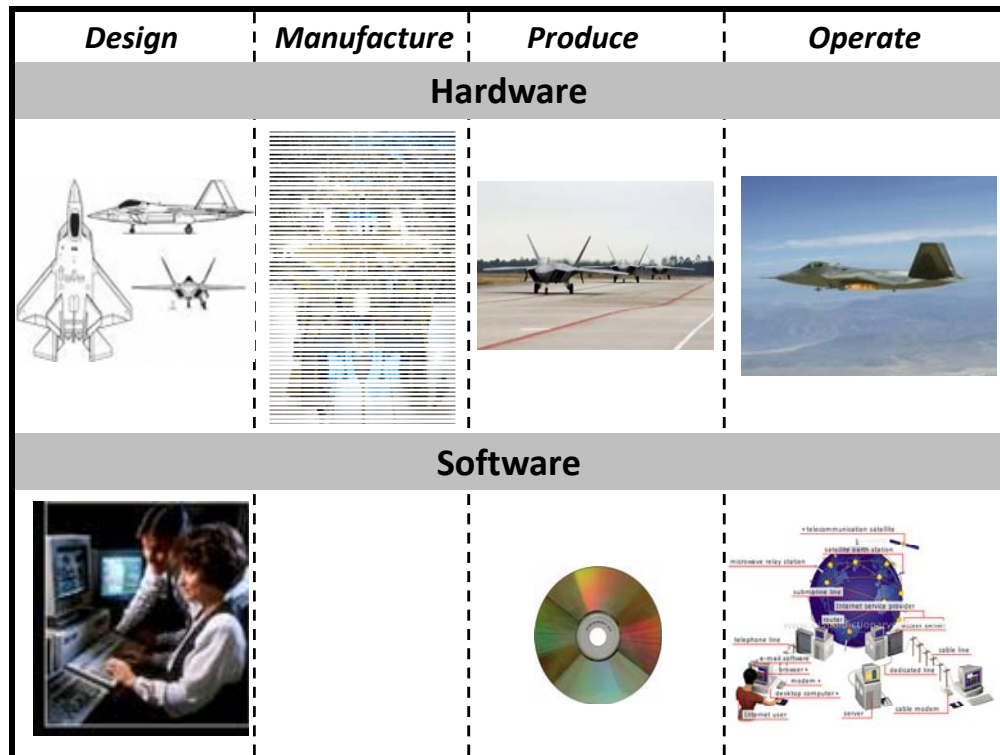 Design Manufacture Produce Operate
Hardware
Software
telecommunication satellite
satellite earth station
microwave relay station
submarine line
Internet service provider
router
telephone line
cable line
e-mail software
browser
dedicated line
modem
desktop computer
Internet user
server
cable modem